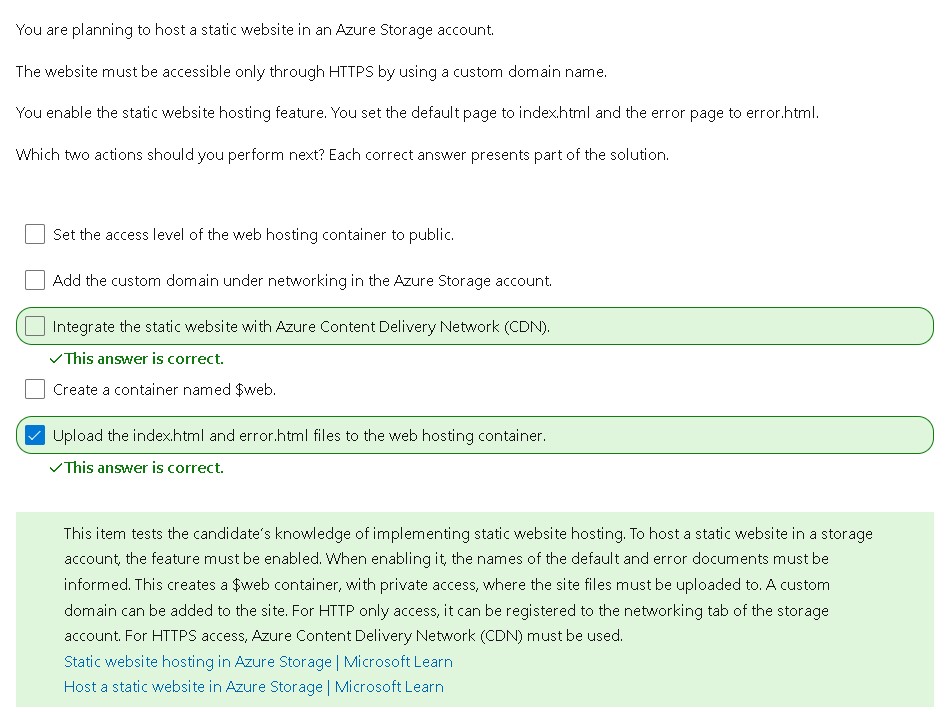 You are planning to host a static website in an Azure Storage account.
The website must be accessible only through HTTPS by using a custom domain name.
You enable the static website hosting feature. You set the default page to index.html and the error page to error.html.
Which two actions should you perform next? Each correct answer presents part of the solution.
Set the access level of the web hosting container to public.
Add the custom domain under networking in the Azure Storage account.
Integrate the static website with Azure Content Delivery Network (CDN).
This answer is correct.
Create a container named $web.
Upload the index.html and error.html files to the web hosting container.
This answer is correct.
This item tests the candidate's knowledge of implementing static website hosting. To host a static website in a storage
account, the feature must be enabled. When enabling it, the names of the default and error documents must be
informed. This creates a $web container, with private access, where the site files must be uploaded to. A custom
domain can be added to the site. For HTTP only access, it can be registered to the networking tab of the storage
account. For HTTPS access, Azure Content Delivery Network (CDN) must be used.
Static website hosting in Azure Storage | Microsoft Learn
Host a static website in Azure Storage | Microsoft Learn